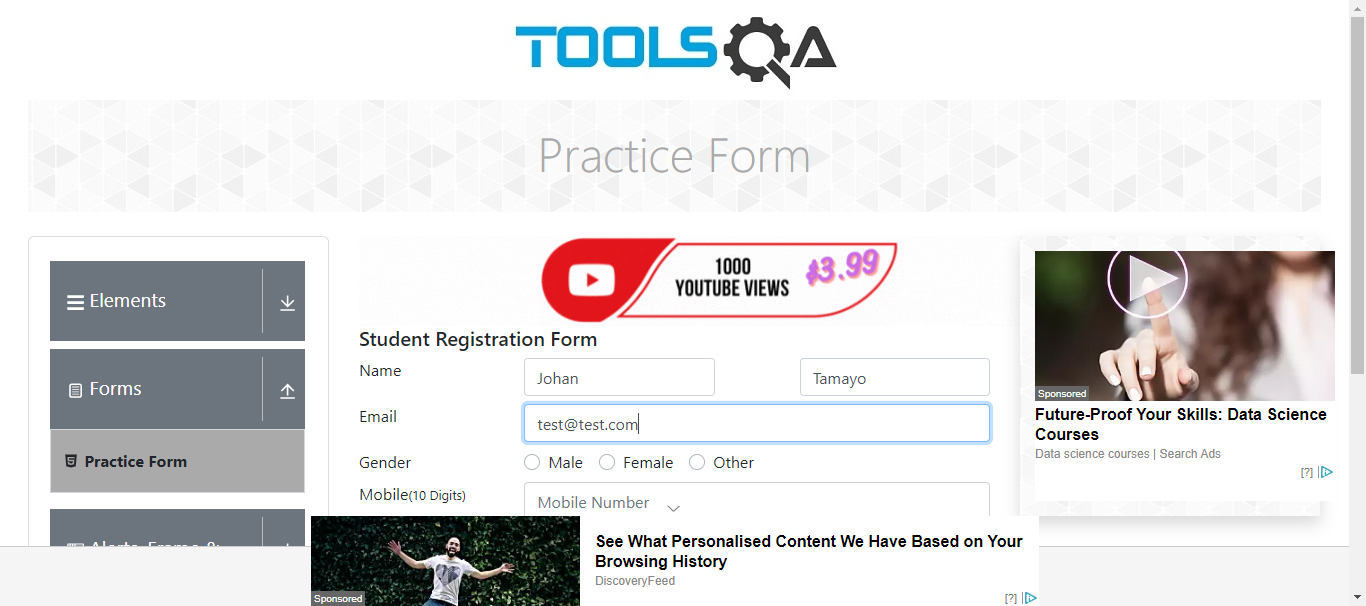 TOOLSQA
Practice Form
Elements
Forms
Practice Form
Alerts, Frame &
1000
YOUTUBE VIEWS
$3.99
Student Registration Form
Name
Johan
Tamayo
Email
test@test.com
Gender
Male
Female
Other
Mobile(10 Digits)
Mobile Number
Sponsored
Future-Proof Your Skills: Data Science
Courses
Data science courses | Search Ads
[?]
Sponsored
See What Personalised Content We Have Based on Your
Browsing History
DiscoveryFeed
[?]